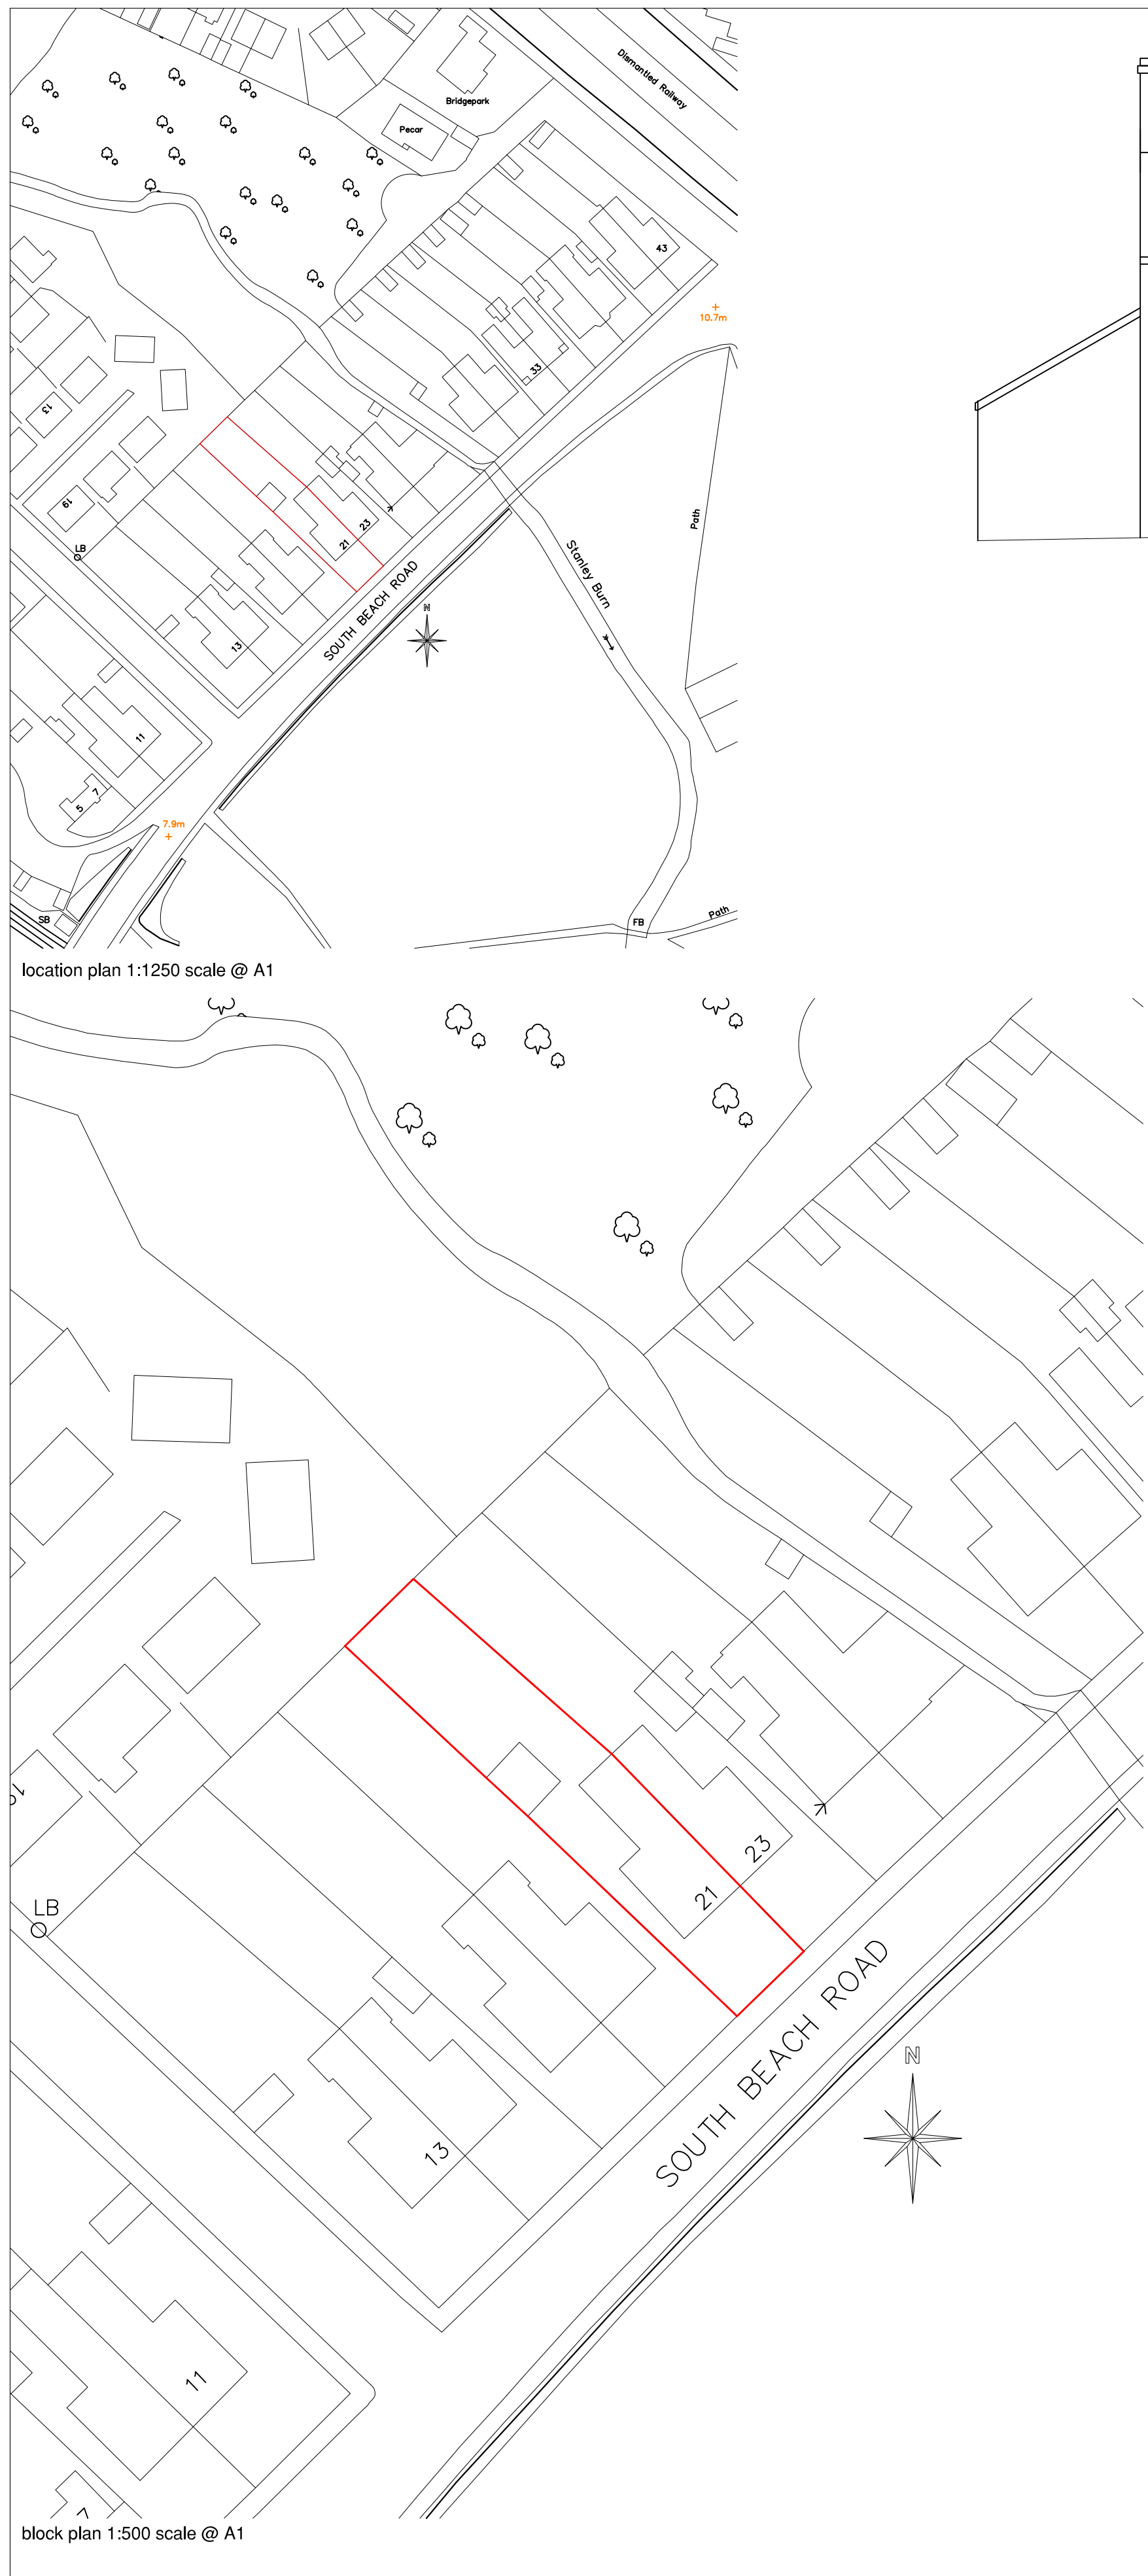 Dismantled Railway
Bridgepark
Pecar
43
10.7m
33
13
19
LB
23
21
Path
Stanley Burn
SOUTH BEACH ROAD
N
13
11
7
5
7.9m
SB
FB
Path
location plan 1:1250 scale @ A1
19
LB
23
21
SOUTH BEACH ROAD
N
13
11
7
block plan 1:500 scale @ A1